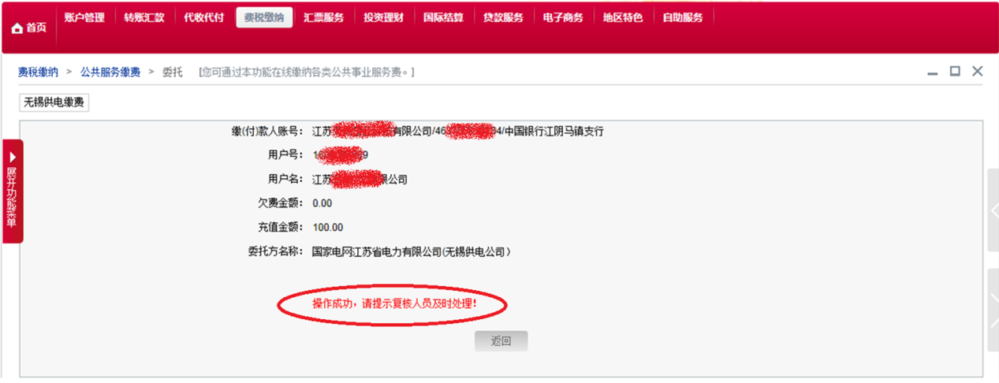 首页 账户管理 转账汇款 代收代付 费税缴纳 汇票服务 投资理财 国际结算 贷款服务 电子商务 地区特色 自助服务
费税缴纳 > 公共服务缴费 > 委托 [您可通过本功能在线缴纳各类公共事业服务费。]
无锡供电缴费
展开功能菜单
缴(付)款人账号: 江苏 有限公司/46 4/中国银行江阴马镇支行
用户号: 1 9
用户名: 江苏 限公司
欠费金额: 0.00
充值金额: 100.00
委托方名称: 国家电网江苏省电力有限公司(无锡供电公司)
操作成功，请提示复核人员及时处理!
返回